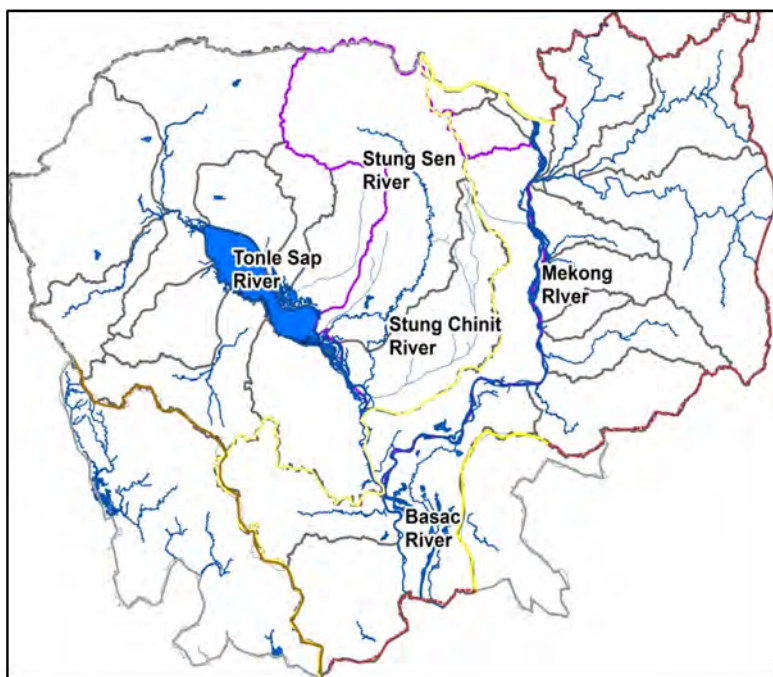 Stung Sen
River
Tonle Sap
River
Mekong
RIver
Stung Chinit
River
Basac
River